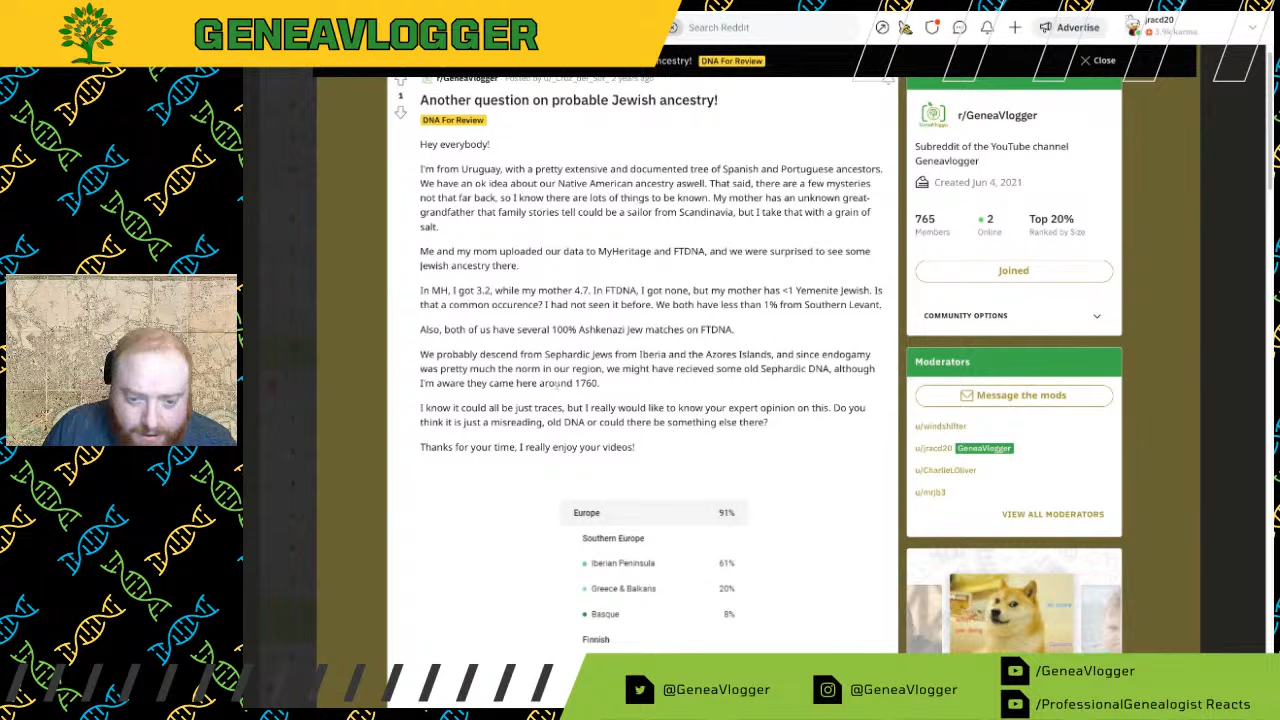 GENEAVLOGGER
Search Reddit
Advertise
jracd20
3.9k karma
ncestry!
DNA For Review
Close
r/GeneaVlogger
2 years ago
1
Another question on probable Jewish ancestry!
DNA For Review
Hey everybody!
I'm from Uruguay, with a pretty extensive and documented tree of Spanish and Portuguese ancestors.
We have an ok idea about our Native American ancestry aswell. That said, there are a few mysteries
not that far back, so I know there are lots of things to be known. My mother has an unknown great-
grandfather that family stories tell could be a sailor from Scandinavia, but I take that with a grain of
salt.
Me and my mom uploaded our data to MyHeritage and FTDNA, and we were surprised to see some
Jewish ancestry there.
In MH, I got 3.2, while my mother 4.7. In FTDNA, I got none, but my mother has <1 Yemenite Jewish. Is
that a common occurence? I had not seen it before. We both have less than 1% from Southern Levant.
Also, both of us have several 100% Ashkenazi Jew matches on FTDNA.
We probably descend from Sephardic Jews from Iberia and the Azores Islands, and since endogamy
was pretty much the norm in our region, we might have recieved some old Sephardic DNA, although
I'm aware they came here around 1760.
I know it could all be just traces, but I really would like to know your expert opinion on this. Do you
think it is just a misreading, old DNA or could there be something else there?
Thanks for your time, I really enjoy your videos!
Europe 91%
Southern Europe
Iberian Peninsula 61%
Greece & Balkans 20%
Basque 8%
Finnish
r/GeneaVlogger
Subreddit of the YouTube channel
Geneavlogger
Created Jun 4, 2021
765 2 Top 20%
Members Online Ranked by Size
Joined
COMMUNITY OPTIONS
Moderators
Message the mods
u/windshifter
u/jracd20 GeneaVlogger
u/CharlieLOliver
u/mrjb3
VIEW ALL MODERATORS
@GeneaVlogger
@GeneaVlogger
/GeneaVlogger
/ProfessionalGenealogist Reacts